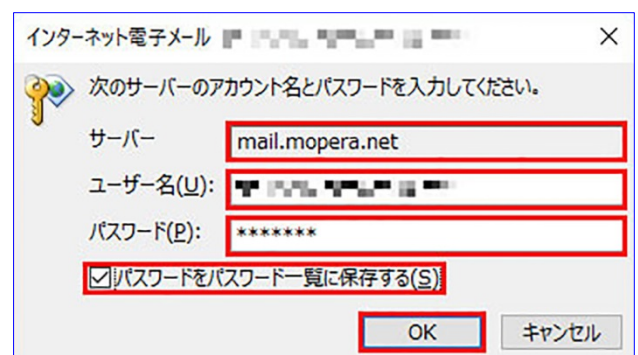 インターネット電子メール
次のサーバーのアカウント名とパスワードを入力してください。
サーバー mail.mopera.net
ユーザー名(U):
パスワード(P): *******
パスワードをパスワード一覧に保存する(S)
OK キャンセル